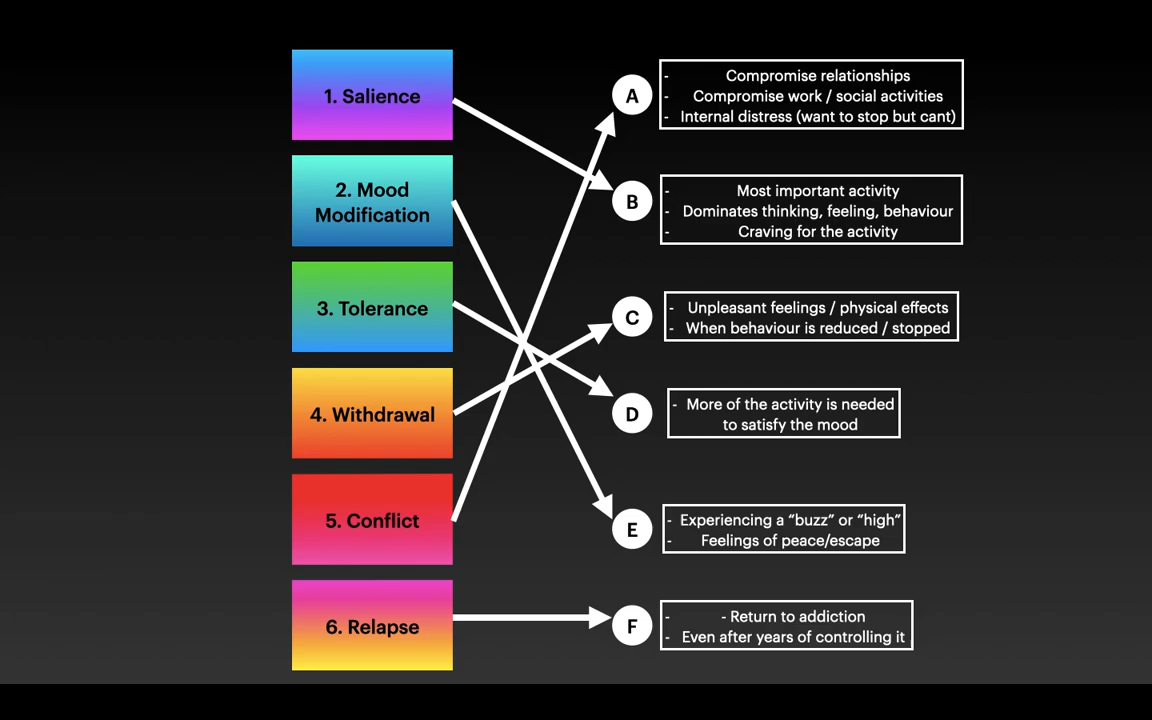 1. Salience
2. Mood
Modification
3. Tolerance
4. Withdrawal
5. Conflict
6. Relapse
A
- Compromise relationships
- Compromise work / social activities
- Internal distress (want to stop but cant)
B
- Most important activity
- Dominates thinking, feeling, behaviour
- Craving for the activity
C
- Unpleasant feelings / physical effects
- When behaviour is reduced / stopped
D
- More of the activity is needed
to satisfy the mood
E
- Experiencing a “buzz” or “high”
- Feelings of peace/escape
F
- - Return to addiction
- Even after years of controlling it